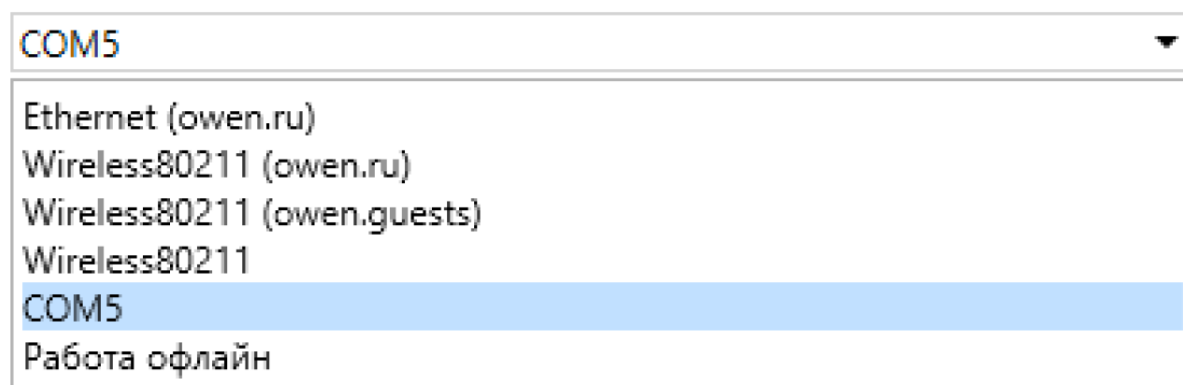 COM5
Ethernet (owen.ru)
Wireless80211 (owen.ru)
Wireless80211 (owen.guests)
Wireless80211
COM5
Работа офлайн